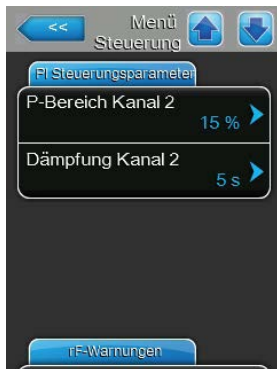 <<
Menü
Steuerung
PI Steuerungsparameter
P-Bereich Kanal 2
15 %
Dämpfung Kanal 2
5 s
rF-Warnungen